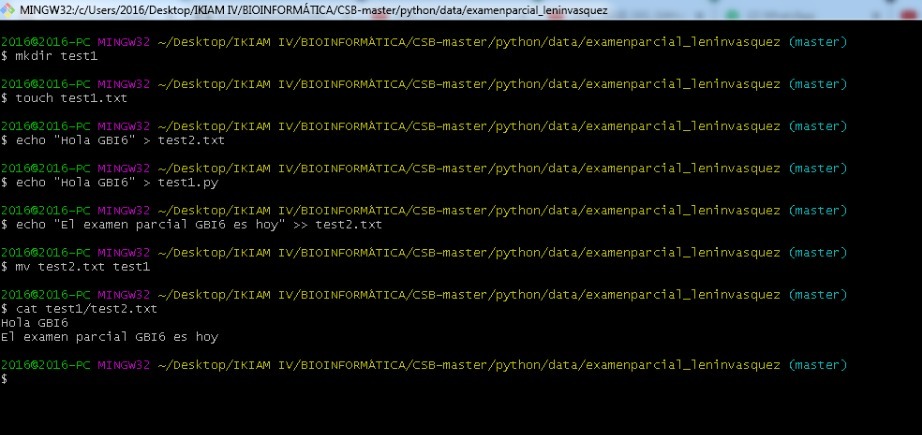 MINGW32:/c/Users/2016/Desktop/IKIAM IV/BIOINFORMÁTICA/CSB-master/python/data/examenparcial_leninvasquez
2016@2016-PC MINGW32 ~/Desktop/IKIAM IV/BIOINFORMÁTICA/CSB-master/python/data/examenparcial_leninvasquez (master)
$ mkdir test1
2016@2016-PC MINGW32 ~/Desktop/IKIAM IV/BIOINFORMÁTICA/CSB-master/python/data/examenparcial_leninvasquez (master)
$ touch test1.txt
2016@2016-PC MINGW32 ~/Desktop/IKIAM IV/BIOINFORMÁTICA/CSB-master/python/data/examenparcial_leninvasquez (master)
$ echo "Hola GBI6" > test2.txt
2016@2016-PC MINGW32 ~/Desktop/IKIAM IV/BIOINFORMÁTICA/CSB-master/python/data/examenparcial_leninvasquez (master)
$ echo "Hola GBI6" > test1.py
2016@2016-PC MINGW32 ~/Desktop/IKIAM IV/BIOINFORMÁTICA/CSB-master/python/data/examenparcial_leninvasquez (master)
$ echo "El examen parcial GBI6 es hoy" >> test2.txt
2016@2016-PC MINGW32 ~/Desktop/IKIAM IV/BIOINFORMÁTICA/CSB-master/python/data/examenparcial_leninvasquez (master)
$ mv test2.txt test1
2016@2016-PC MINGW32 ~/Desktop/IKIAM IV/BIOINFORMÁTICA/CSB-master/python/data/examenparcial_leninvasquez (master)
$ cat test1/test2.txt
Hola GBI6
El examen parcial GBI6 es hoy
2016@2016-PC MINGW32 ~/Desktop/IKIAM IV/BIOINFORMÁTICA/CSB-master/python/data/examenparcial_leninvasquez (master)
$